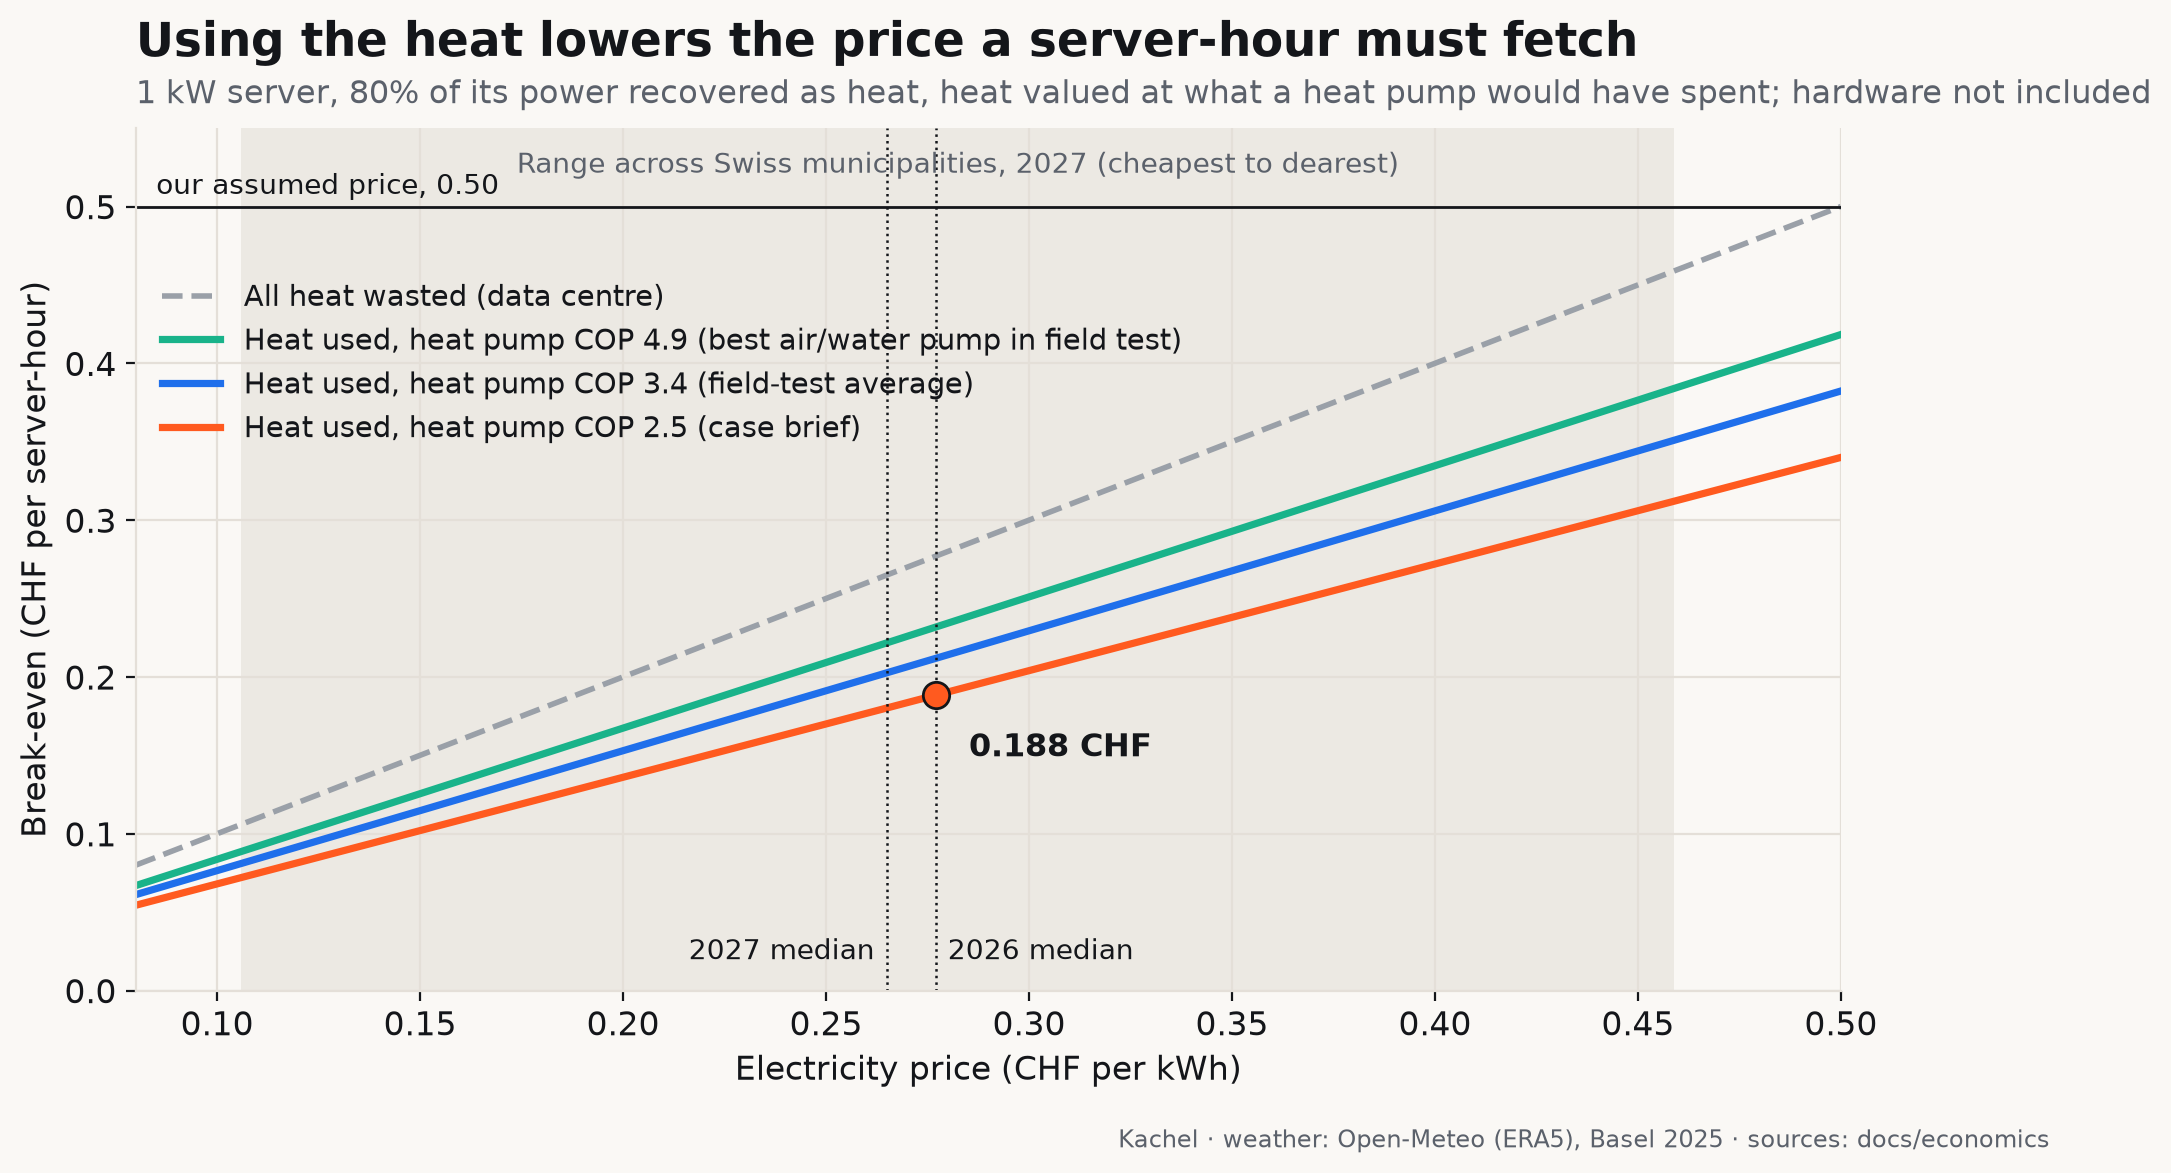 Using the heat lowers the price a server-hour must fetch
1 kW server, 80% of its power recovered as heat, heat valued at what a heat pump would have spent; hardware not included
Range across Swiss municipalities, 2027 (cheapest to dearest)
our assumed price, 0.50
All heat wasted (data centre)
Heat used, heat pump COP 4.9 (best air/water pump in field test)
Heat used, heat pump COP 3.4 (field-test average)
Heat used, heat pump COP 2.5 (case brief)
Break-even (CHF per server-hour)
0.5
0.4
0.3
0.2
0.1
0.0
0.188 CHF
2027 median
2026 median
0.10 0.15 0.20 0.25 0.30 0.35 0.40 0.45 0.50
Electricity price (CHF per kWh)
Kachel · weather: Open-Meteo (ERA5), Basel 2025 · sources: docs/economics